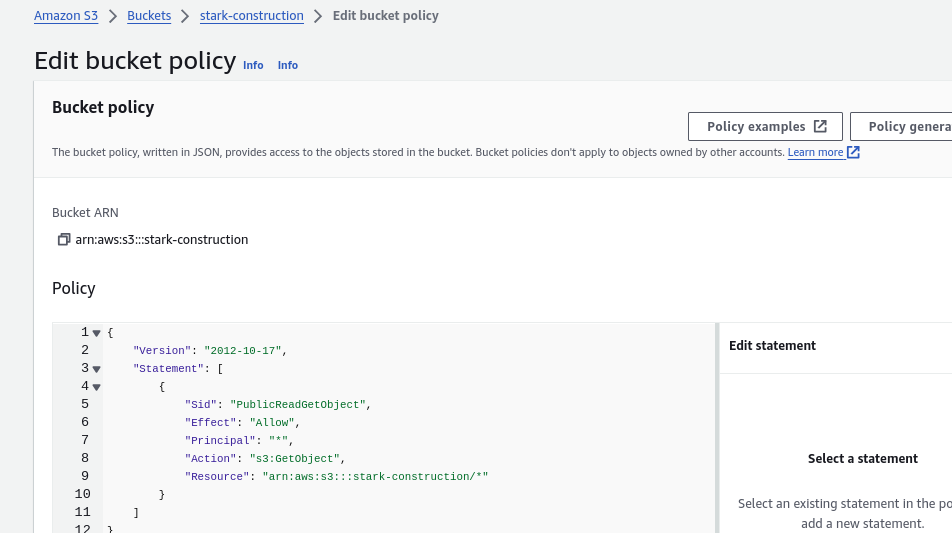 Amazon S3 > Buckets > stark-construction > Edit bucket policy
Edit bucket policy Info Info
Bucket policy
Policy examples
Policy genera
The bucket policy, written in JSON, provides access to the objects stored in the bucket. Bucket policies don't apply to objects owned by other accounts. Learn more
Bucket ARN
arn:aws:s3:::stark-construction
Policy
1 {
2 "Version": "2012-10-17",
3 "Statement": [
4 {
5 "Sid": "PublicReadGetObject",
6 "Effect": "Allow",
7 "Principal": "*",
8 "Action": "s3:GetObject",
9 "Resource": "arn:aws:s3:::stark-construction/*"
10 }
11 ]
12 }
Edit statement
Select a statement
Select an existing statement in the po
add a new statement.